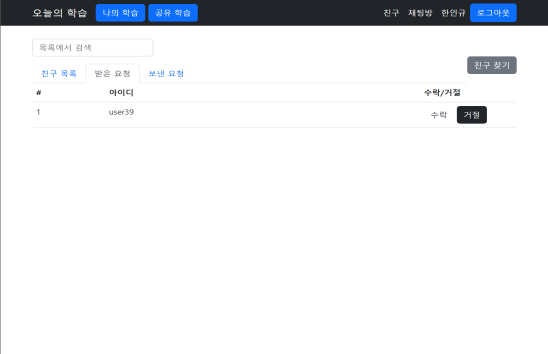 오늘의 학습 나의 학습 공유 학습 친구 채팅방 한연규 로그아웃
목록에서 검색
친구 찾기
친구 목록 받은 요청 보낸 요청
# 아이디 수락/거절
1 user39 수락 거절